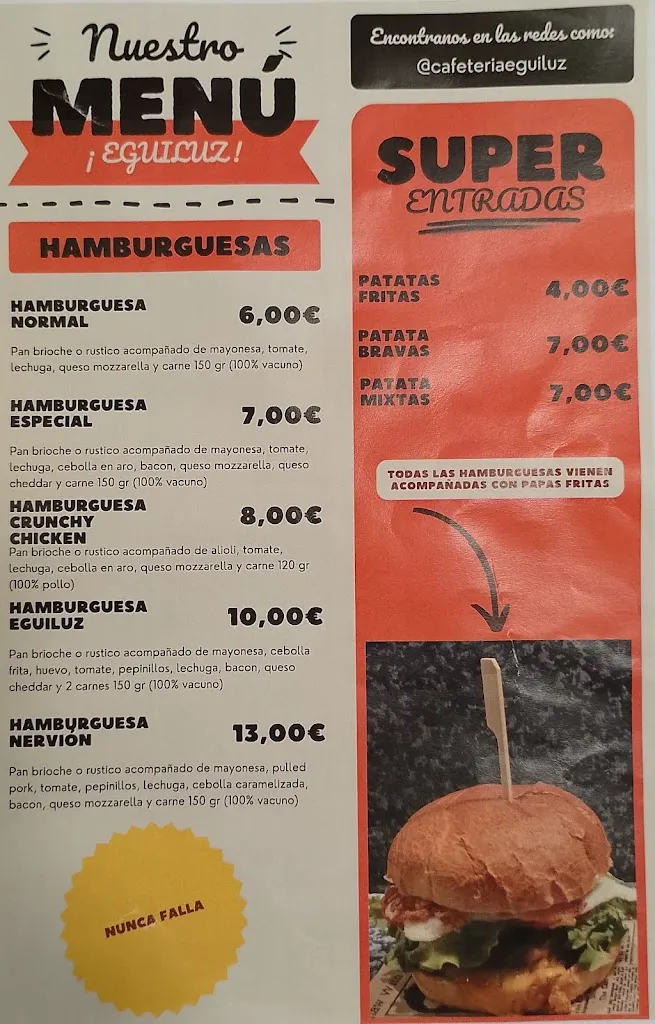 Nuestro
MENÚ
¡EGUILUZ!
HAMBURGUESAS
HAMBURGUESA
NORMAL
6,00€
Pan brioche o rustico acompañado de mayonesa, tomate,
lechuga, queso mozzarella y carne 150 gr (100% vacuno)
HAMBURGUESA
ESPECIAL
7,00€
Pan brioche o rustico acompañado de mayonesa, tomate,
lechuga, cebolla en aro, bacon, queso mozzarella, queso
cheddar y carne 150 gr (100% vacuno)
HAMBURGUESA
CRUNCHY
CHICKEN
8,00€
Pan brioche o rustico acompañado de alioli, tomate,
lechuga, cebolla en aro, queso mozzarella y carne 120 gr
(100% pollo)
HAMBURGUESA
EGUILUZ
10,00€
Pan brioche o rustico acompañado de mayonesa, cebolla
frita, huevo, tomate, pepinillos, lechuga, bacon, queso
cheddar y 2 carnes 150 gr (100% vacuno)
HAMBURGUESA
NERVIÓN
13,00€
Pan brioche o rustico acompañado de mayonesa, pulled
pork, tomate, pepinillos, lechuga, cebolla caramelizada,
bacon, queso mozzarella y carne 150 gr (100% vacuno)
NUNCA FALLA
Encontranos en las redes como:
@cafeteriaeguiluz
SUPER
ENTRADAS
PATATAS
FRITAS
4,00€
PATATA
BRAVAS
7,00€
PATATA
MIXTAS
7,00€
TODAS LAS HAMBURGUESAS VIENEN
ACOMPAÑADAS CON PAPAS FRITAS